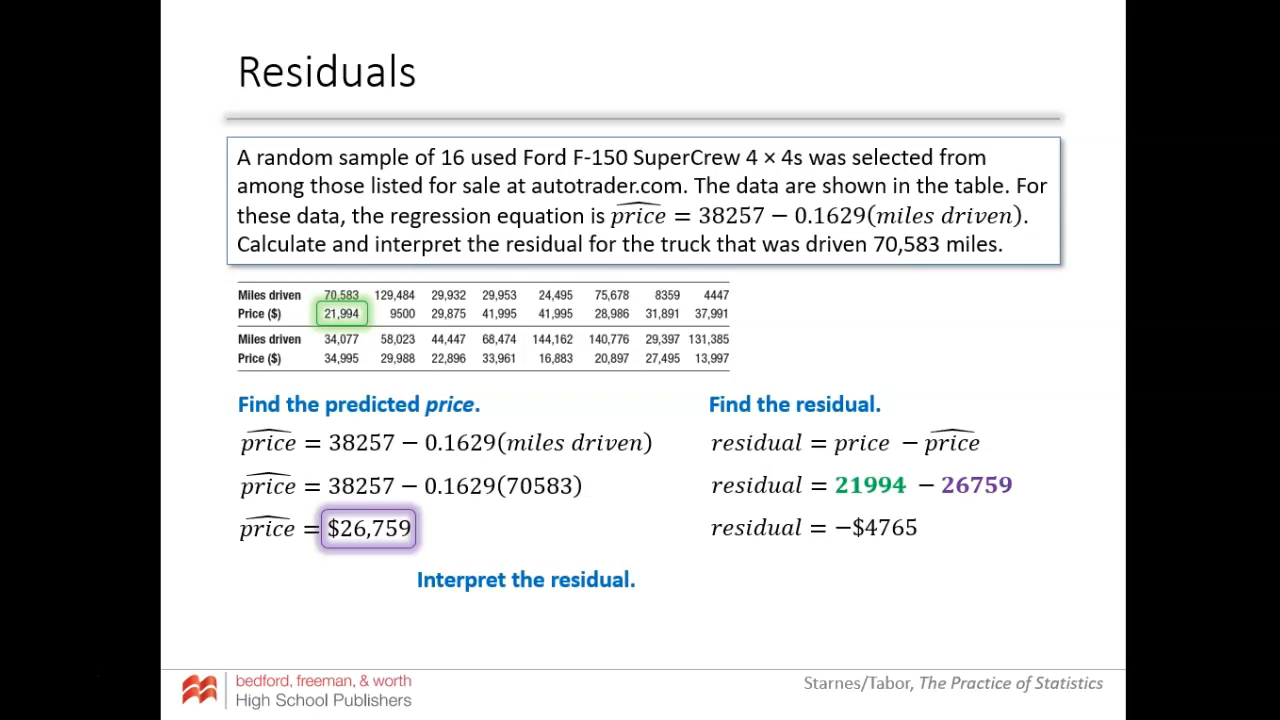 Residuals
A random sample of 16 used Ford F-150 SuperCrew 4 × 4s was selected from
among those listed for sale at autotrader.com. The data are shown in the table. For
these data, the regression equation is \widehat{price} = 38257 − 0.1629(miles driven).
Calculate and interpret the residual for the truck that was driven 70,583 miles.
Miles driven 70,583 129,484 29,932 29,953 24,495 75,678 8359 4447
Price ($) 21,994 9500 29,875 41,995 41,995 28,986 31,891 37,991
Miles driven 34,077 58,023 44,447 68,474 144,162 140,776 29,397 131,385
Price ($) 34,995 29,988 22,896 33,961 16,883 20,897 27,495 13,997
Find the predicted price.
\widehat{price} = 38257 − 0.1629(miles driven)
\widehat{price} = 38257 − 0.1629(70583)
\widehat{price} = $26,759
Find the residual.
residual = price − \widehat{price}
residual = 21994 − 26759
residual = −$4765
Interpret the residual.
bedford, freeman, & worth
High School Publishers
Starnes/Tabor, The Practice of Statistics